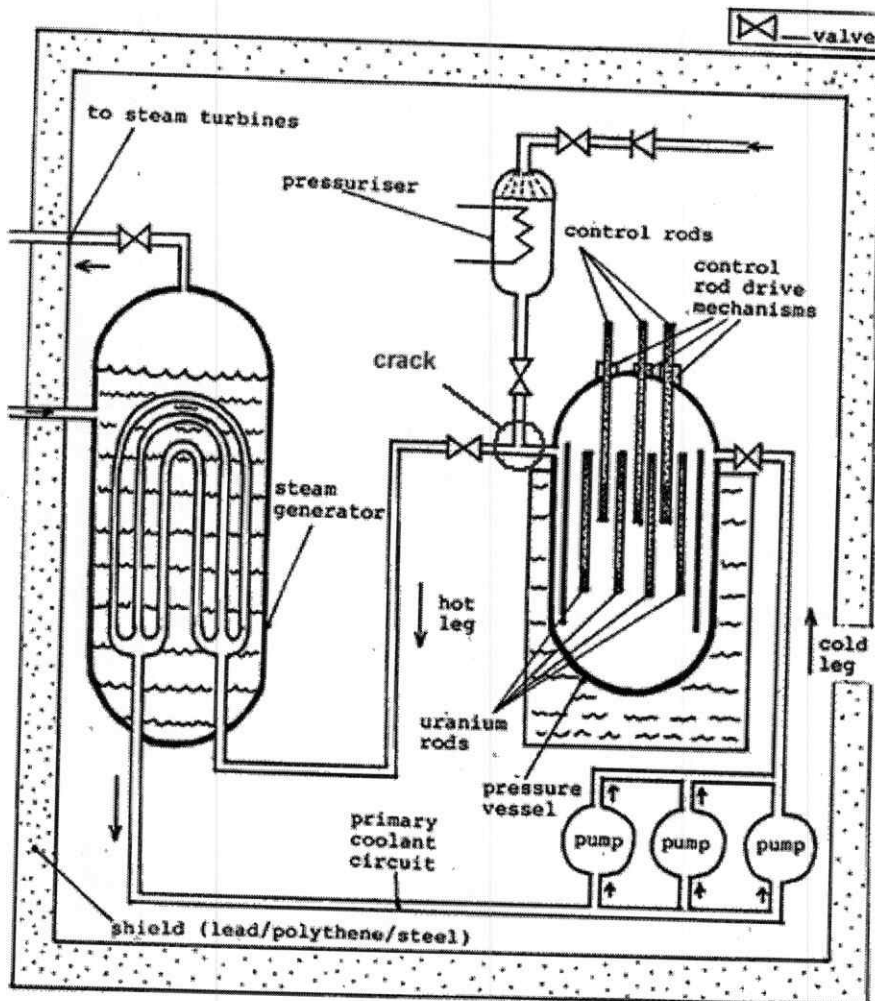 valve
to steam turbines
pressuriser
control rods
control
rod drive
mechanisms
crack
steam
generator
hot
leg
cold
leg
uranium
rods
pressure
vessel
primary
coolant
circuit
pump
pump
pump
shield (lead/polythene/steel)